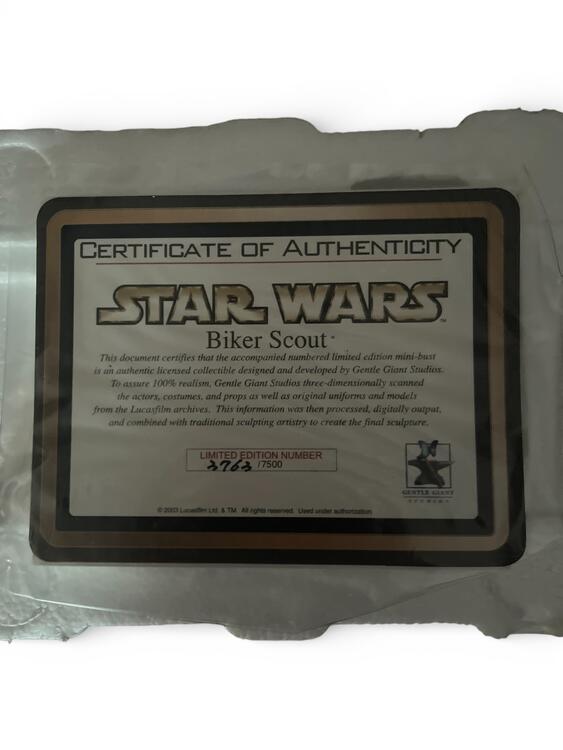 CERTIFICATE OF AUTHENTICITY
STAR WARS™
Biker Scout™
This document certifies that the accompanied numbered limited edition mini-bust
is an authentic licensed collectible designed and developed by Gentle Giant Studios.
To assure 100% realism, Gentle Giant Studios three-dimensionally scanned
the actors, costumes, and props as well as original uniforms and models
from the Lucasfilm archives. This information was then processed, digitally output,
and combined with traditional sculpting artistry to create the final sculpture.
LIMITED EDITION NUMBER
3763 /7500
GENTLE GIANT
STUDIOS
© 2003 Lucasfilm Ltd. & TM. All rights reserved. Used under authorization